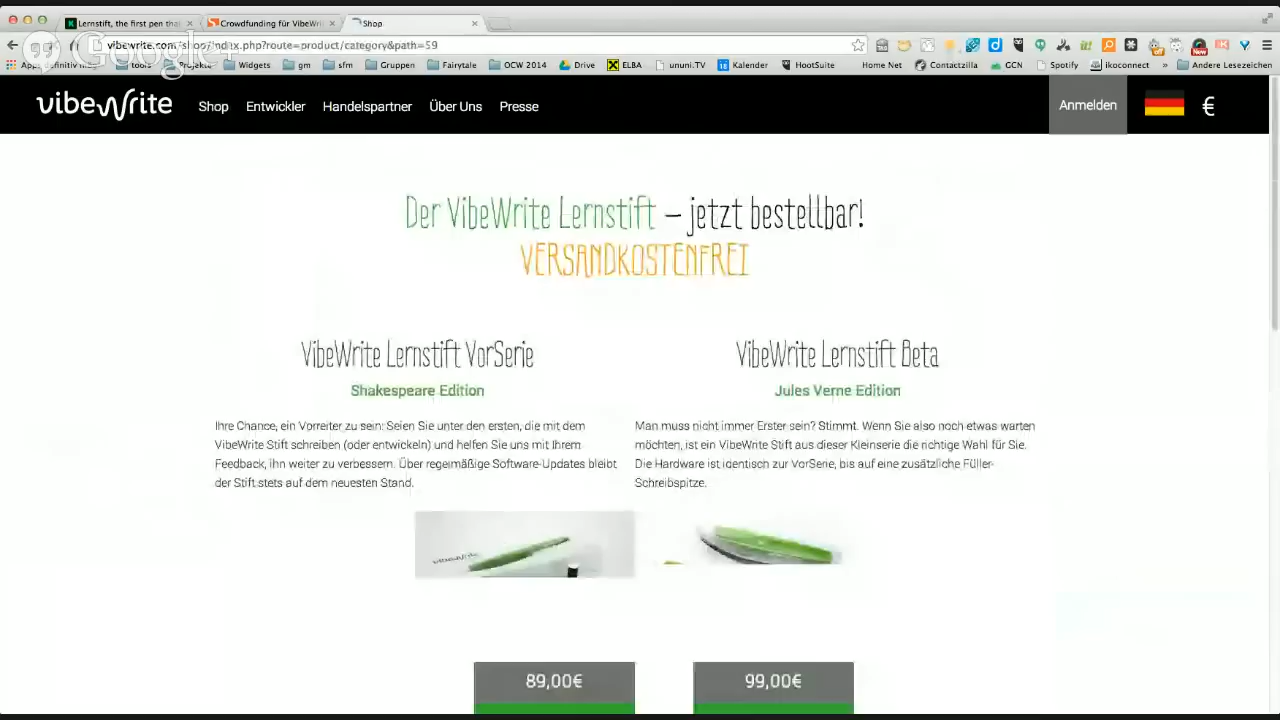 Lernstift, the first pen tha
Crowdfunding für VibeWrit
Shop
vibewrite.com/shop/index.php?route=product/category&path=59
Google+
Widgets
gm
sfm
Gruppen
Fairytale
OCW 2014
Drive
ELBA
ununi.TV
Kalender
HootSuite
Home Net
Contactzilla
GCN
Spotify
ikoconnect
»
Andere Lesezeichen
vibewrite
Shop
Entwickler
Handelspartner
Über Uns
Presse
Anmelden
€
Der VibeWrite Lernstift – jetzt bestellbar!
VERSANDKOSTENFREI
VibeWrite Lernstift VorSerie
Shakespeare Edition
Ihre Chance, ein Vorreiter zu sein: Seien Sie unter den ersten, die mit dem
VibeWrite Stift schreiben (oder entwickeln) und helfen Sie uns mit Ihrem
Feedback, ihn weiter zu verbessern. Über regelmäßige Software-Updates bleibt
der Stift stets auf dem neuesten Stand.
VibeWrite Lernstift Beta
Jules Verne Edition
Man muss nicht immer Erster sein? Stimmt. Wenn Sie also noch etwas warten
möchten, ist ein VibeWrite Stift aus dieser Kleinserie die richtige Wahl für Sie.
Die Hardware ist identisch zur VorSerie, bis auf eine zusätzliche Füller-
Schreibspitze.
vibewrite
89,00€
99,00€